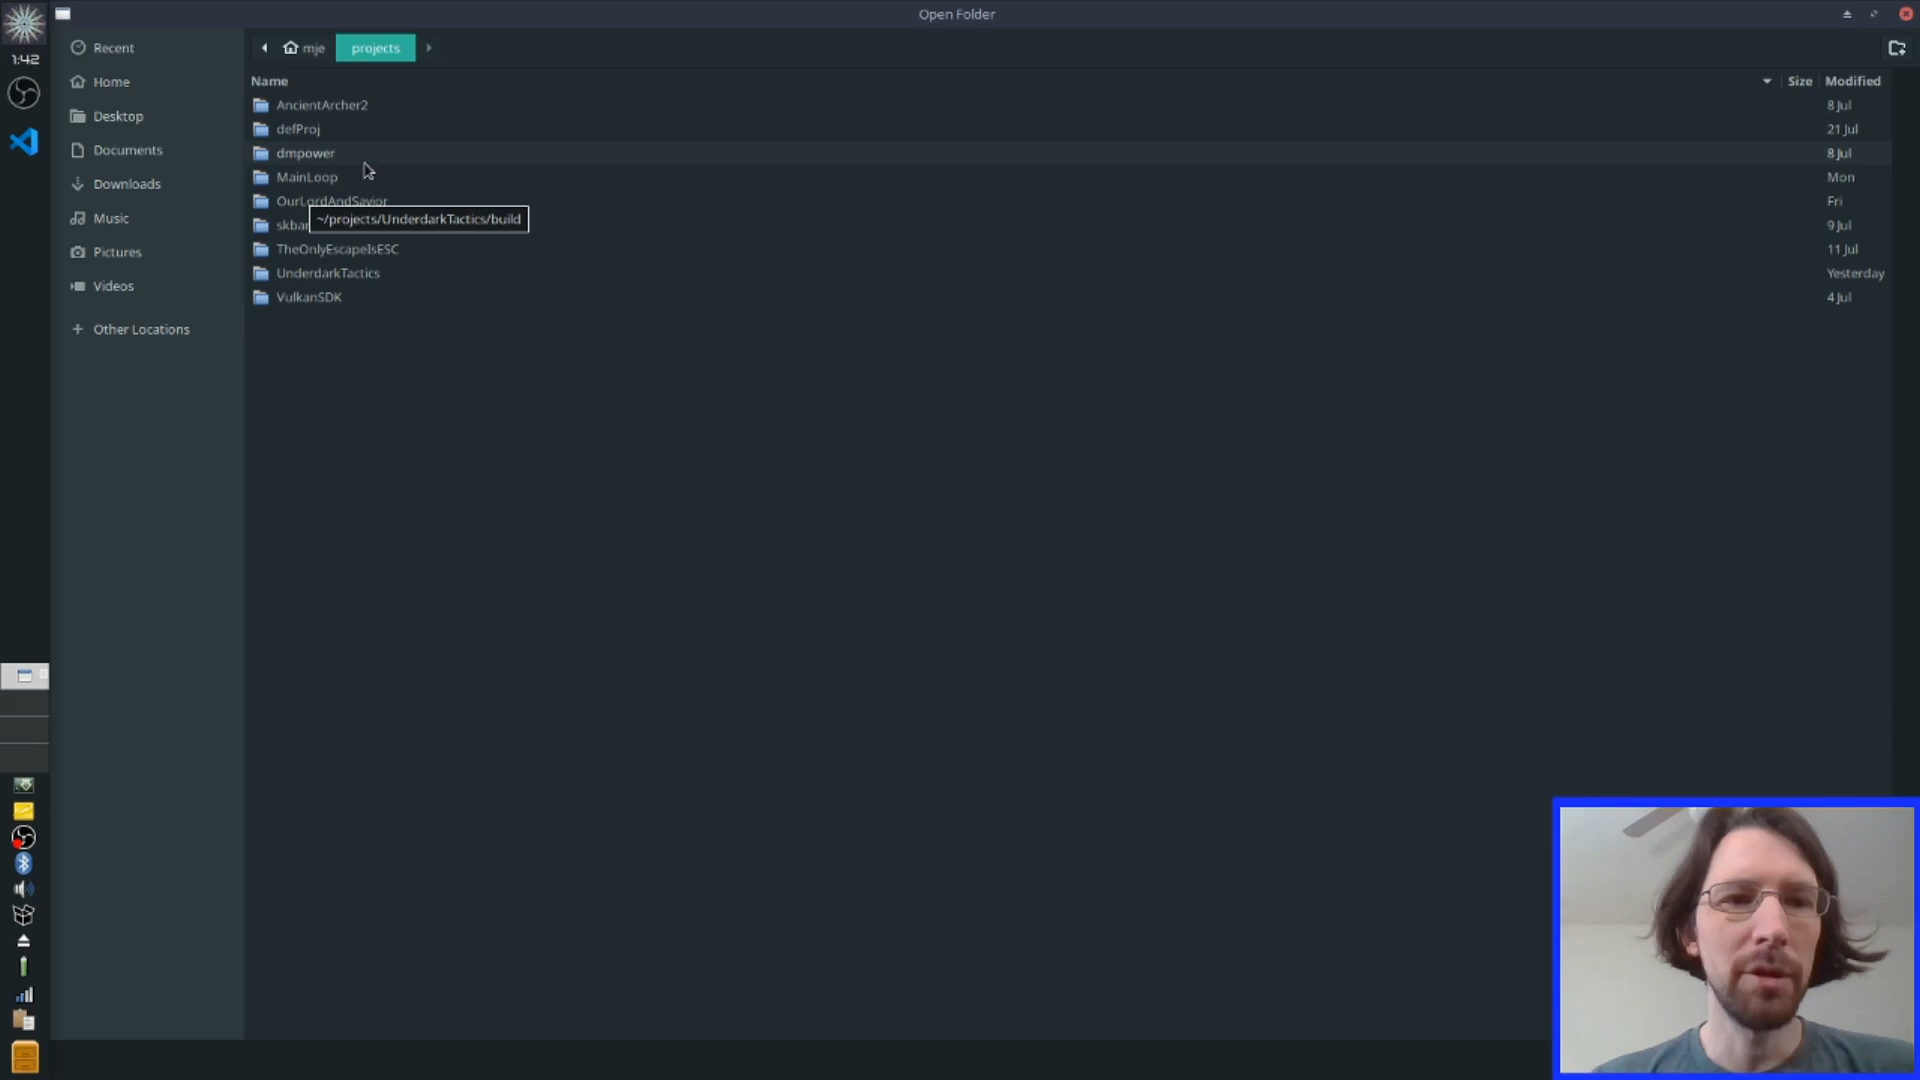 Open Folder
1:42
Recent
Home
Desktop
Documents
Downloads
Music
Pictures
Videos
Other Locations
mje
projects
Name
Size
Modified
AncientArcher2
8 Jul
defProj
21 Jul
dmpower
8 Jul
MainLoop
Mon
OurLordAndSavior
Fri
~/projects/UnderdarkTactics/build
9 Jul
TheOnlyEscapeIsESC
11 Jul
UnderdarkTactics
Yesterday
VulkanSDK
4 Jul